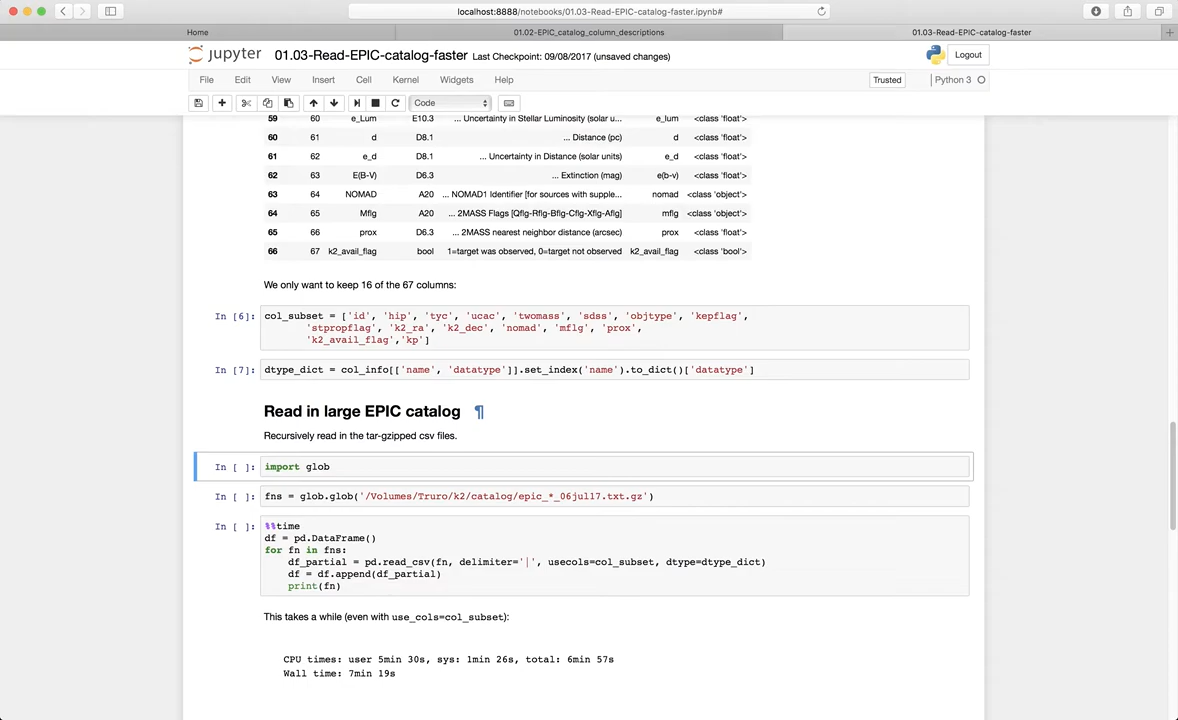 localhost:8888/notebooks/01.03-Read-EPIC-catalog-faster.ipynb#
Home
01.02-EPIC_catalog_column_descriptions
01.03-Read-EPIC-catalog-faster
jupyter 01.03-Read-EPIC-catalog-faster Last Checkpoint: 09/08/2017 (unsaved changes)
Logout
File Edit View Insert Cell Kernel Widgets Help
Trusted
Python 3
Code
59 60 e_Lum E10.3 ... Uncertainty in Stellar Luminosity (solar u... e_lum <class 'float'>
60 61 d D8.1 ... Distance (pc) d <class 'float'>
61 62 e_d D8.1 ... Uncertainty in Distance (solar units) e_d <class 'float'>
62 63 E(B-V) D6.3 ... Extinction (mag) e(b-v) <class 'float'>
63 64 NOMAD A20 ... NOMAD1 Identifier [for sources with supple... nomad <class 'object'>
64 65 Mflg A20 ... 2MASS Flags [Qflg-Rflg-Bflg-Cflg-Xflg-Aflg] mflg <class 'object'>
65 66 prox D6.3 ... 2MASS nearest neighbor distance (arcsec) prox <class 'float'>
66 67 k2_avail_flag bool 1=target was observed, 0=target not observed k2_avail_flag <class 'bool'>
We only want to keep 16 of the 67 columns:
In [6]: col_subset = ['id', 'hip', 'tyc', 'ucac', 'twomass', 'sdss', 'objtype', 'kepflag',
'stpropflag', 'k2_ra', 'k2_dec', 'nomad', 'mflg', 'prox',
'k2_avail_flag','kp']
In [7]: dtype_dict = col_info[['name', 'datatype']].set_index('name').to_dict()['datatype']
Read in large EPIC catalog ¶
Recursively read in the tar-gzipped csv files.
In [ ]: import glob
In [ ]: fns = glob.glob('/Volumes/Truro/k2/catalog/epic_*_06jul17.txt.gz')
In [ ]: %%time
df = pd.DataFrame()
for fn in fns:
df_partial = pd.read_csv(fn, delimiter='|', usecols=col_subset, dtype=dtype_dict)
df = df.append(df_partial)
print(fn)
This takes a while (even with use_cols=col_subset):
CPU times: user 5min 30s, sys: 1min 26s, total: 6min 57s
Wall time: 7min 19s